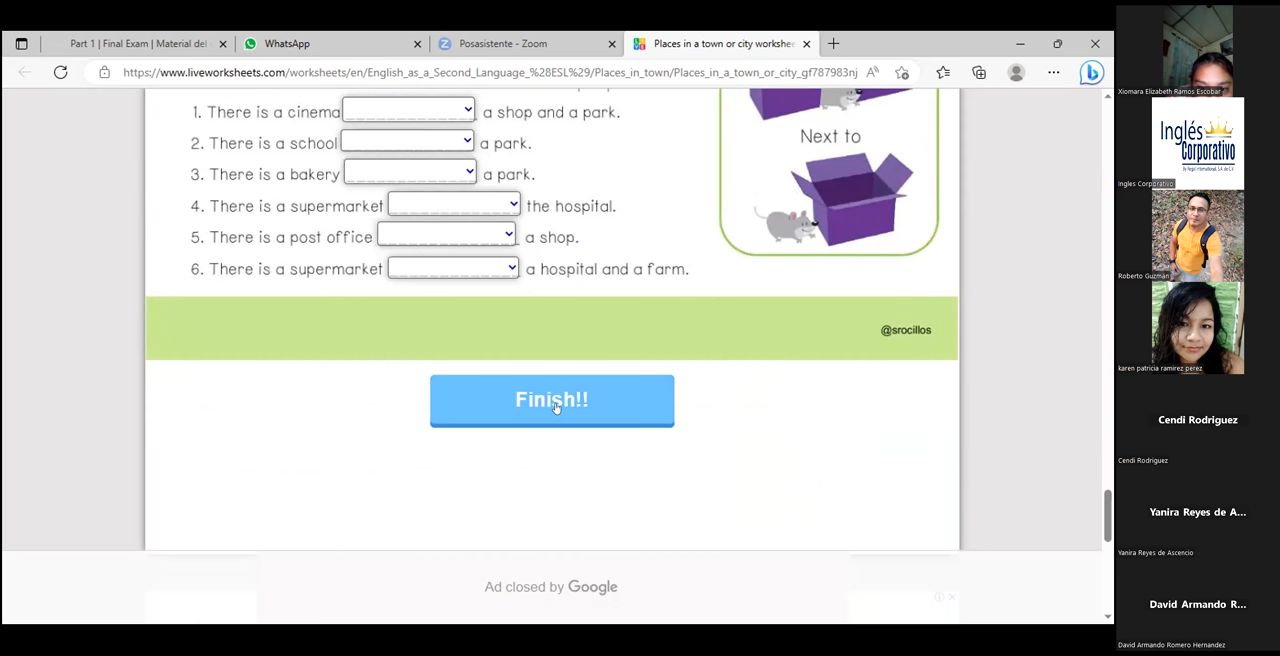 Part 1 | Final Exam | Material del
WhatsApp
Posasistente - Zoom
Places in a town or city workshee
https://www.liveworksheets.com/worksheets/en/English_as_a_Second_Language_%28ESL%29/Places_in_town/Places_in_a_town_or_city_gf787983nj
1. There is a cinema a shop and a park.
2. There is a school a park.
3. There is a bakery a park.
4. There is a supermarket the hospital.
5. There is a post office a shop.
6. There is a supermarket a hospital and a farm.
Next to
@srocillos
Finish!!
Ad closed by Google
Xiomara Elizabeth Ramos Escobar
Inglés
Corporativo
Ingles Corporativo
Roberto Guzmán
karen patricia ramirez perez
Cendi Rodriguez
Cendi Rodriguez
Yanira Reyes de A...
Yanira Reyes de Ascencio
David Armando R...
David Armando Romero Hernandez